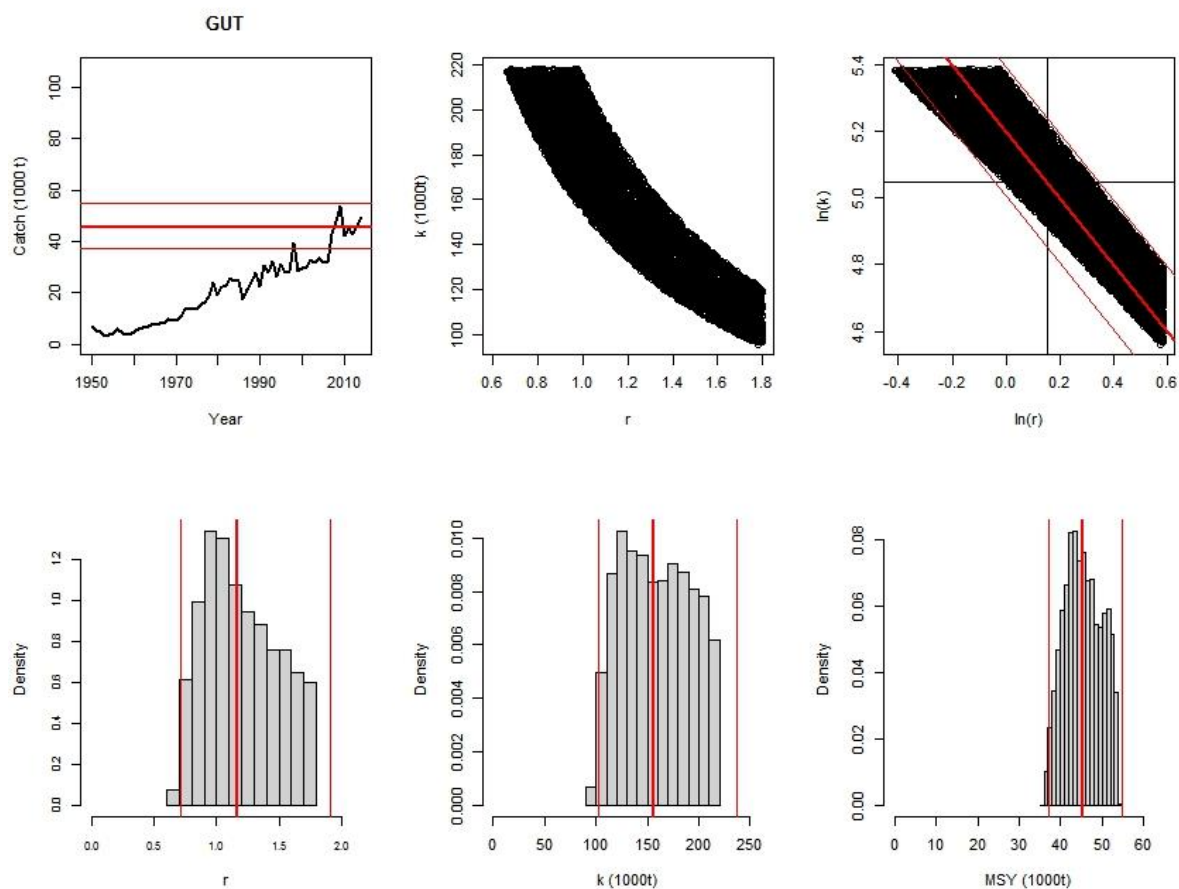 GUT
Catch (1000 t)
0 20 40 60 80 100
1950 1970 1990 2010
Year
k (1000t)
100 120 140 160 180 200 220
0.6 0.8 1.0 1.2 1.4 1.6 1.8
r
ln(k)
4.6 4.8 5.0 5.2 5.4
-0.4 -0.2 0.0 0.2 0.4 0.6
ln(r)
Density
0.0 0.2 0.4 0.6 0.8 1.0 1.2
0.0 0.5 1.0 1.5 2.0
r
Density
0.000 0.002 0.004 0.006 0.008 0.010
0 50 100 150 200 250
k (1000t)
Density
0.00 0.02 0.04 0.06 0.08
0 10 20 30 40 50 60
MSY (1000t)